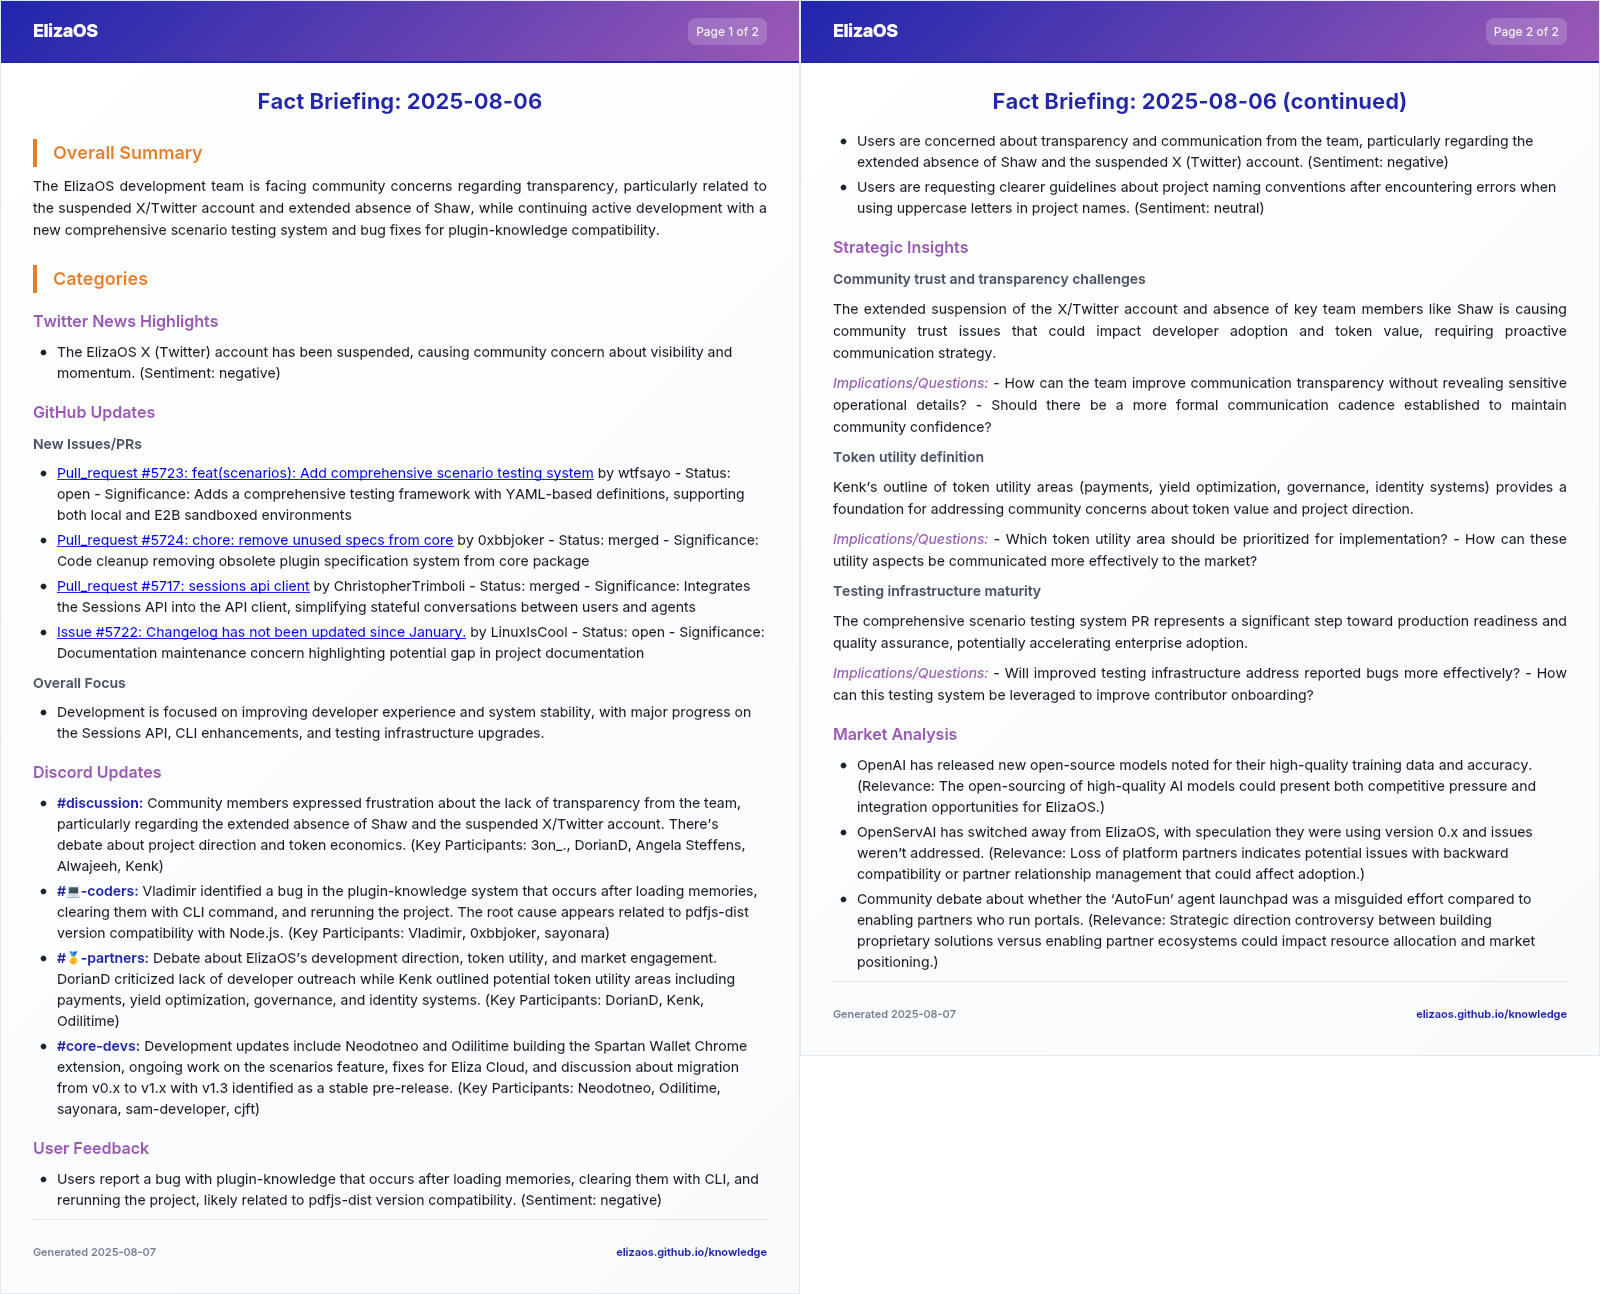 ElizaOS
Page 1 of 2
Fact Briefing: 2025-08-06
Overall Summary
The ElizaOS development team is facing community concerns regarding transparency, particularly related to
the suspended X/Twitter account and extended absence of Shaw, while continuing active development with a
new comprehensive scenario testing system and bug fixes for plugin-knowledge compatibility.
Categories
Twitter News Highlights
• The ElizaOS X (Twitter) account has been suspended, causing community concern about visibility and
momentum. (Sentiment: negative)
GitHub Updates
New Issues/PRs
• Pull_request #5723: feat(scenarios): Add comprehensive scenario testing system by wtfsayo - Status:
open - Significance: Adds a comprehensive testing framework with YAML-based definitions, supporting
both local and E2B sandboxed environments
• Pull_request #5724: chore: remove unused specs from core by 0xbbjoker - Status: merged - Significance:
Code cleanup removing obsolete plugin specification system from core package
• Pull_request #5717: sessions api client by ChristopherTrimboli - Status: merged - Significance: Integrates
the Sessions API into the API client, simplifying stateful conversations between users and agents
• Issue #5722: Changelog has not been updated since January. by LinuxIsCool - Status: open - Significance:
Documentation maintenance concern highlighting potential gap in project documentation
Overall Focus
• Development is focused on improving developer experience and system stability, with major progress on
the Sessions API, CLI enhancements, and testing infrastructure upgrades.
Discord Updates
• #discussion: Community members expressed frustration about the lack of transparency from the team,
particularly regarding the extended absence of Shaw and the suspended X/Twitter account. There's
debate about project direction and token economics. (Key Participants: 3on_., DorianD, Angela Steffens,
Alwajeeh, Kenk)
• #💻-coders: Vladimir identified a bug in the plugin-knowledge system that occurs after loading memories,
clearing them with CLI command, and rerunning the project. The root cause appears related to pdfjs-dist
version compatibility with Node.js. (Key Participants: Vladimir, 0xbbjoker, sayonara)
• #🥇-partners: Debate about ElizaOS's development direction, token utility, and market engagement.
DorianD criticized lack of developer outreach while Kenk outlined potential token utility areas including
payments, yield optimization, governance, and identity systems. (Key Participants: DorianD, Kenk,
Odilitime)
• #core-devs: Development updates include Neodotneo and Odilitime building the Spartan Wallet Chrome
extension, ongoing work on the scenarios feature, fixes for Eliza Cloud, and discussion about migration
from v0.x to v1.x with v1.3 identified as a stable pre-release. (Key Participants: Neodotneo, Odilitime,
sayonara, sam-developer, cjft)
User Feedback
• Users report a bug with plugin-knowledge that occurs after loading memories, clearing them with CLI, and
rerunning the project, likely related to pdfjs-dist version compatibility. (Sentiment: negative)
Generated 2025-08-07
elizaos.github.io/knowledge
ElizaOS
Page 2 of 2
Fact Briefing: 2025-08-06 (continued)
• Users are concerned about transparency and communication from the team, particularly regarding the
extended absence of Shaw and the suspended X (Twitter) account. (Sentiment: negative)
• Users are requesting clearer guidelines about project naming conventions after encountering errors when
using uppercase letters in project names. (Sentiment: neutral)
Strategic Insights
Community trust and transparency challenges
The extended suspension of the X/Twitter account and absence of key team members like Shaw is causing
community trust issues that could impact developer adoption and token value, requiring proactive
communication strategy.
Implications/Questions: - How can the team improve communication transparency without revealing sensitive
operational details? - Should there be a more formal communication cadence established to maintain
community confidence?
Token utility definition
Kenk's outline of token utility areas (payments, yield optimization, governance, identity systems) provides a
foundation for addressing community concerns about token value and project direction.
Implications/Questions: - Which token utility area should be prioritized for implementation? - How can these
utility aspects be communicated more effectively to the market?
Testing infrastructure maturity
The comprehensive scenario testing system PR represents a significant step toward production readiness and
quality assurance, potentially accelerating enterprise adoption.
Implications/Questions: - Will improved testing infrastructure address reported bugs more effectively? - How
can this testing system be leveraged to improve contributor onboarding?
Market Analysis
• OpenAI has released new open-source models noted for their high-quality training data and accuracy.
(Relevance: The open-sourcing of high-quality AI models could present both competitive pressure and
integration opportunities for ElizaOS.)
• OpenServAI has switched away from ElizaOS, with speculation they were using version 0.x and issues
weren't addressed. (Relevance: Loss of platform partners indicates potential issues with backward
compatibility or partner relationship management that could affect adoption.)
• Community debate about whether the ‘AutoFun’ agent launchpad was a misguided effort compared to
enabling partners who run portals. (Relevance: Strategic direction controversy between building
proprietary solutions versus enabling partner ecosystems could impact resource allocation and market
positioning.)
Generated 2025-08-07
elizaos.github.io/knowledge